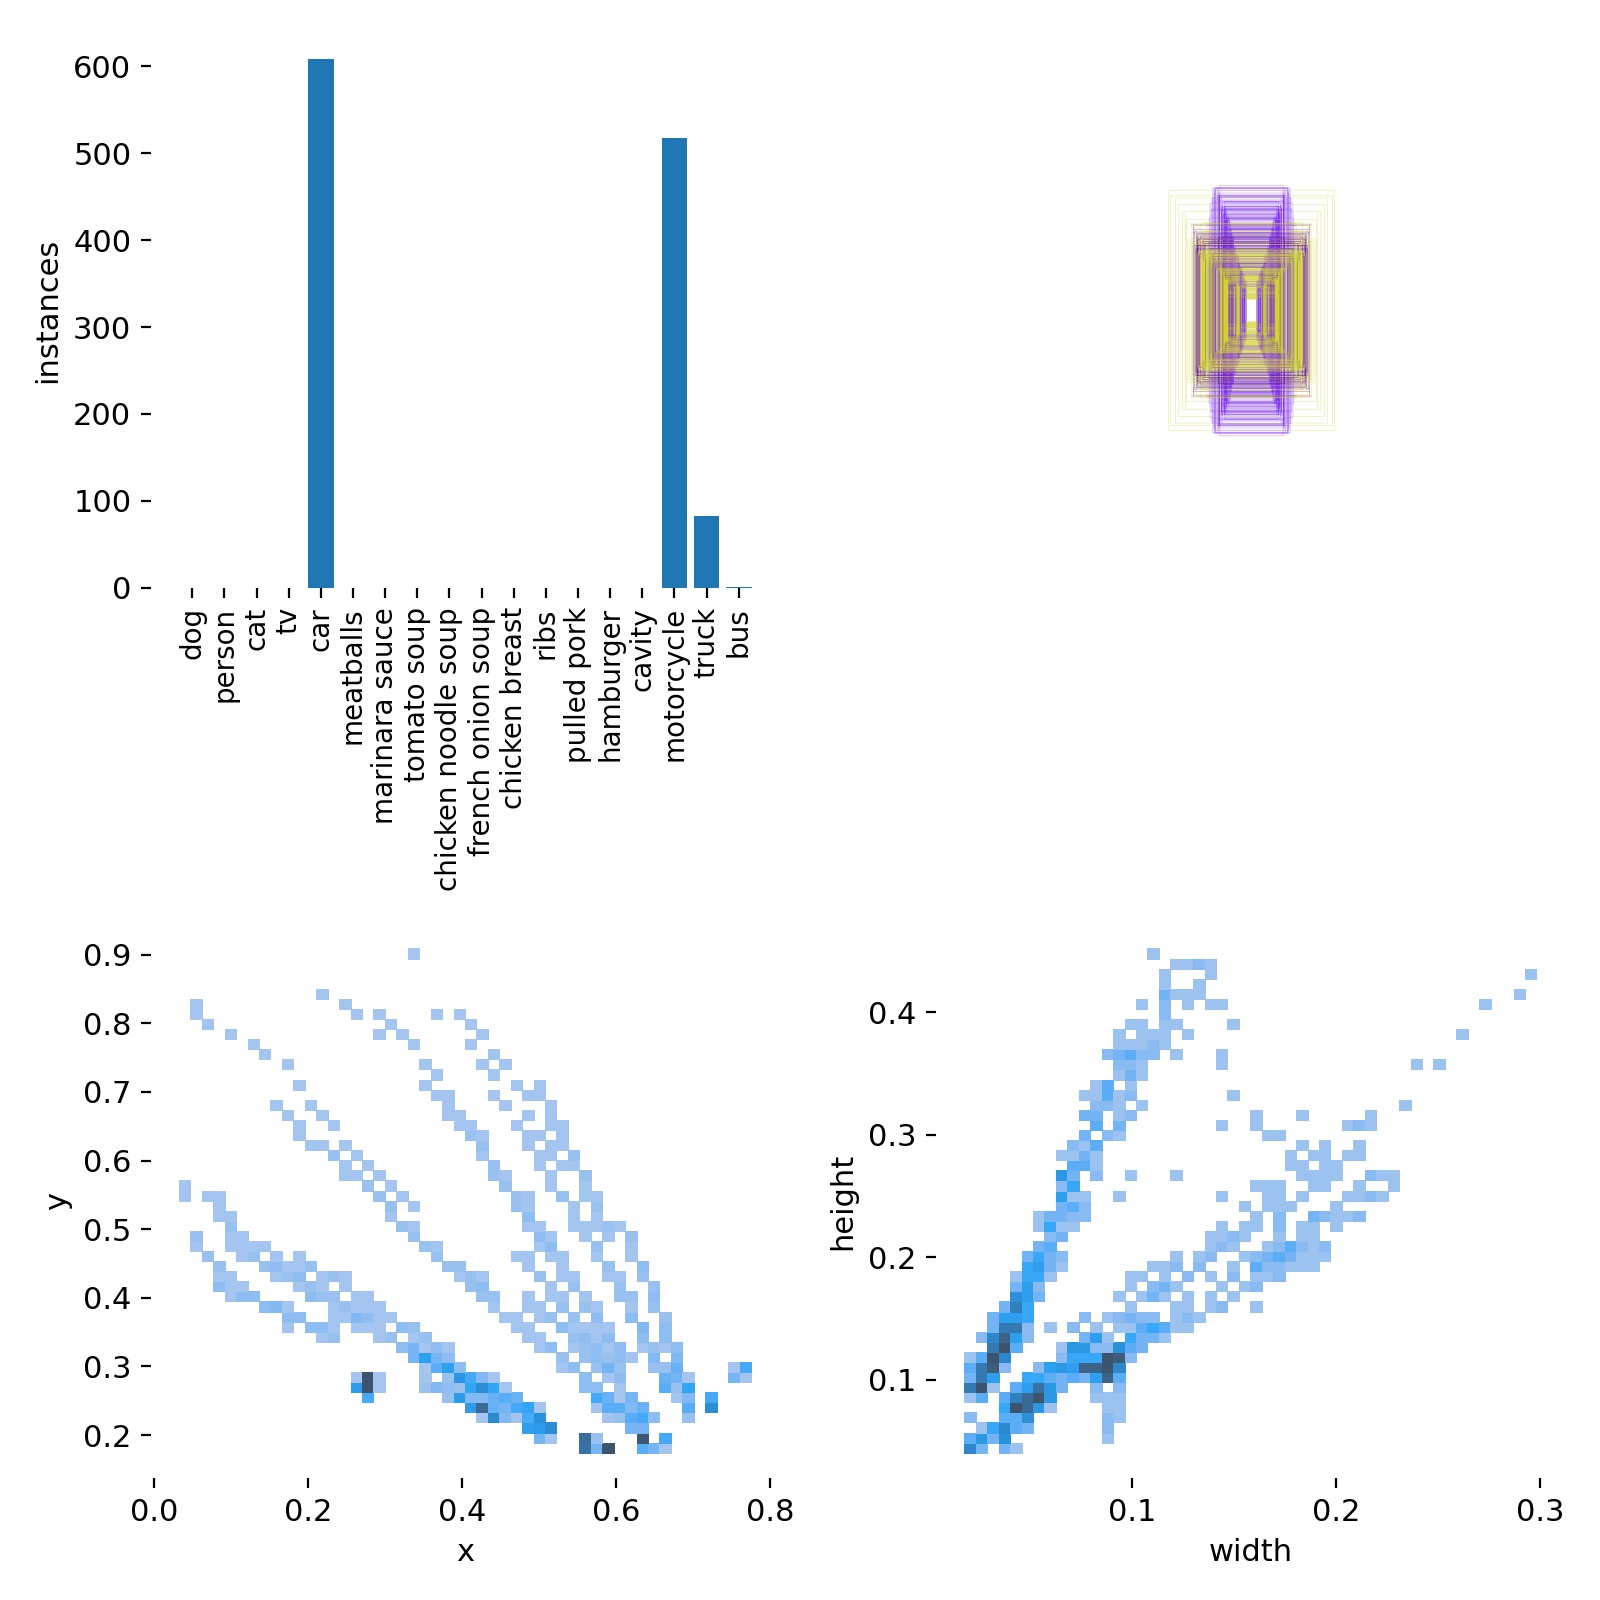 600
500
400
300
200
100
0
instances
dog
person
cat
tv
car
meatballs
marinara sauce
tomato soup
chicken noodle soup
french onion soup
chicken breast
ribs
pulled pork
hamburger
cavity
motorcycle
truck
bus
0.9
0.8
0.7
0.6
0.5
0.4
0.3
0.2
y
0.0 0.2 0.4 0.6 0.8
x
0.4
0.3
0.2
0.1
height
0.1 0.2 0.3
width